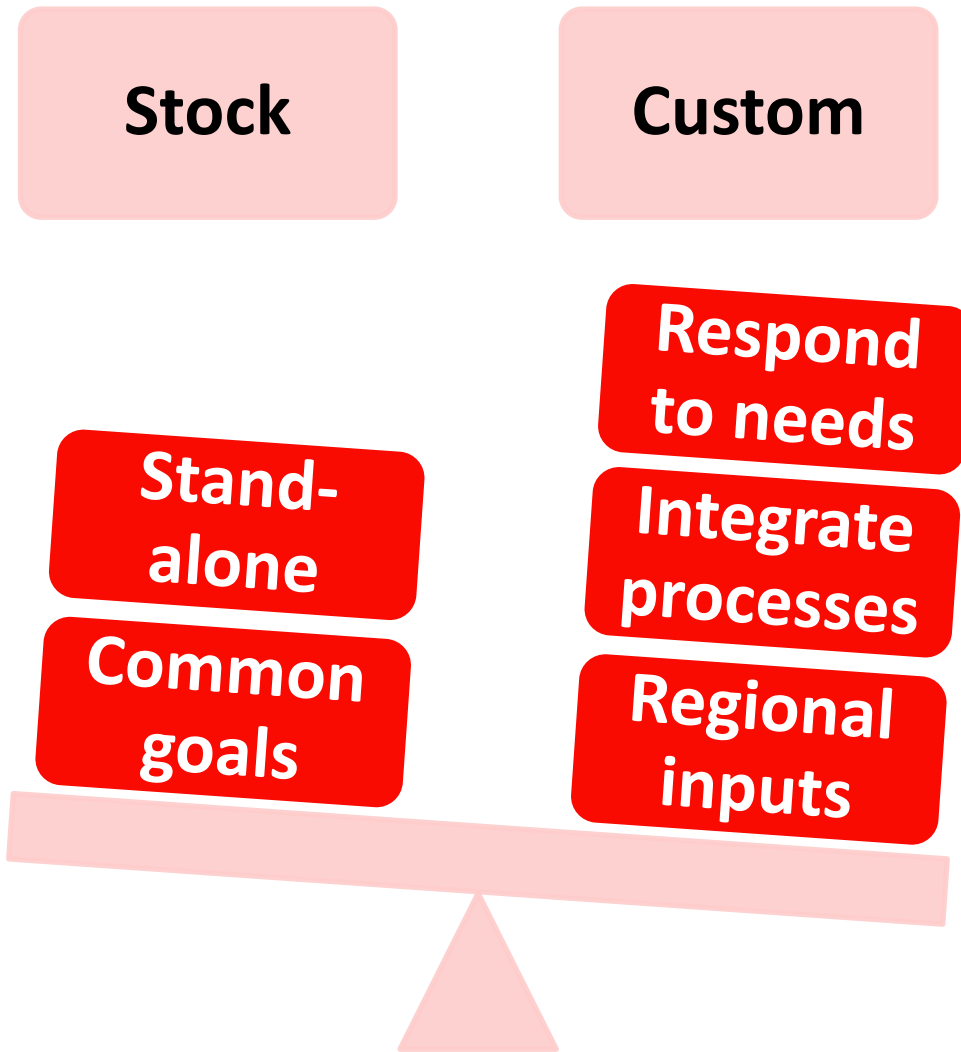 Stock
Custom
Stand-
alone
Common
goals
Respond
to needs
Integrate
processes
Regional
inputs